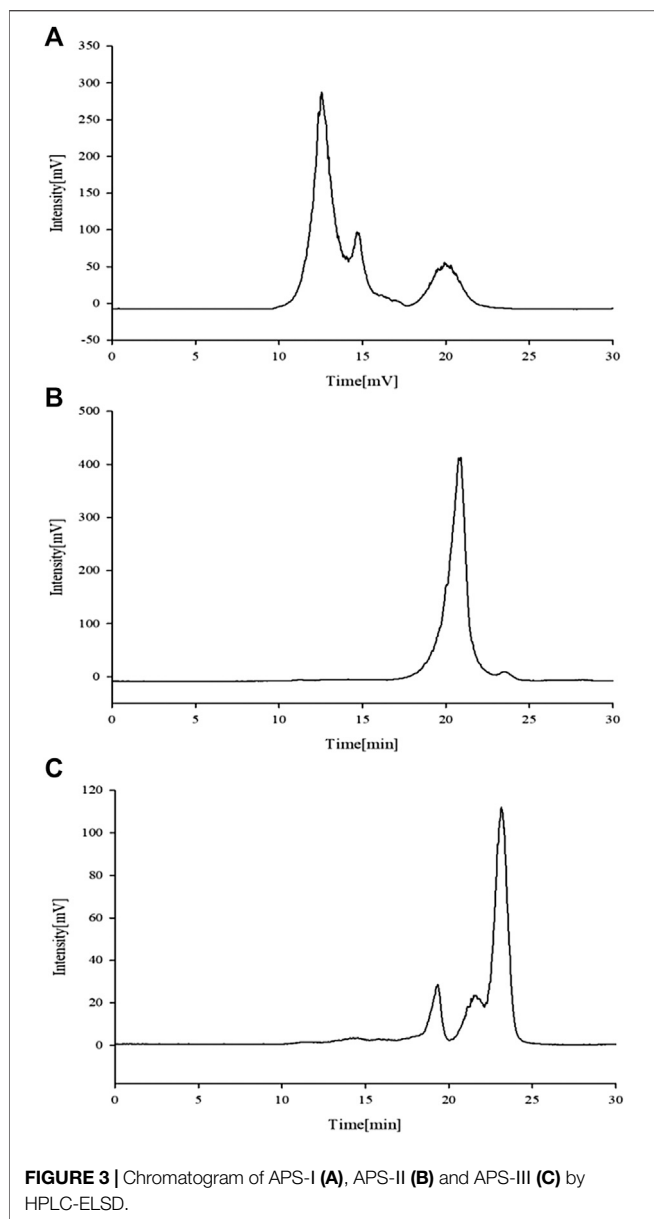 A
350
300
250
200
150
100
50
0
-50
Intensity[mV]
0 5 10 15 20 25 30
Time[mV]
B
500
400
300
200
100
0
Intensity[mV]
0 5 10 15 20 25 30
Time[min]
C
120
100
80
60
40
20
0
Intensity[mV]
0 5 10 15 20 25 30
Time[min]
FIGURE 3 | Chromatogram of APS-I (A), APS-II (B) and APS-III (C) by
HPLC-ELSD.